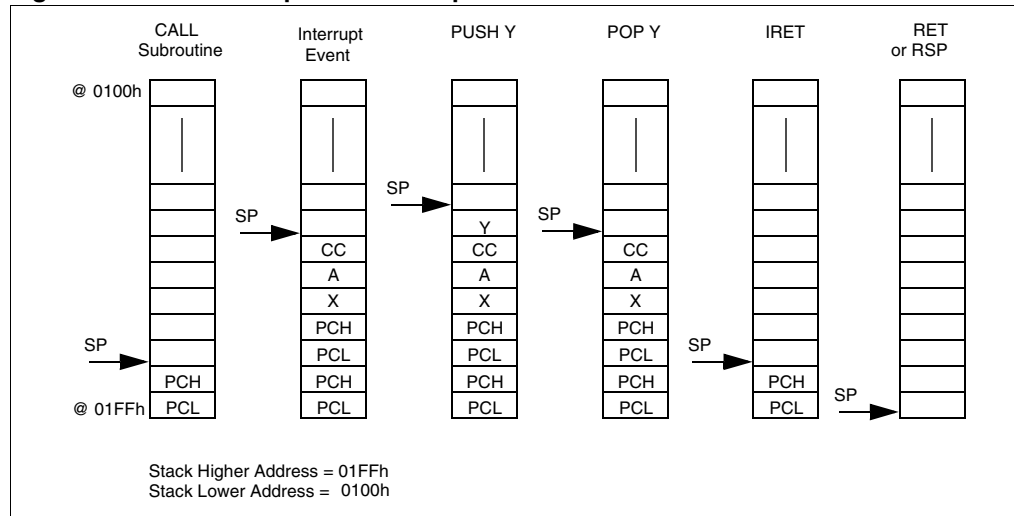 CALL Subroutine
Interrupt Event
PUSH Y
POP Y
IRET
RET or RSP
@ 0100h
SP
SP
SP
Y
CC
CC
CC
A
A
A
X
X
X
PCH
PCH
PCH
SP
PCL
PCL
PCL
SP
PCH
PCH
PCH
PCH
PCH
SP
@ 01FFh
PCL
PCL
PCL
PCL
PCL
Stack Higher Address = 01FFh
Stack Lower Address = 0100h